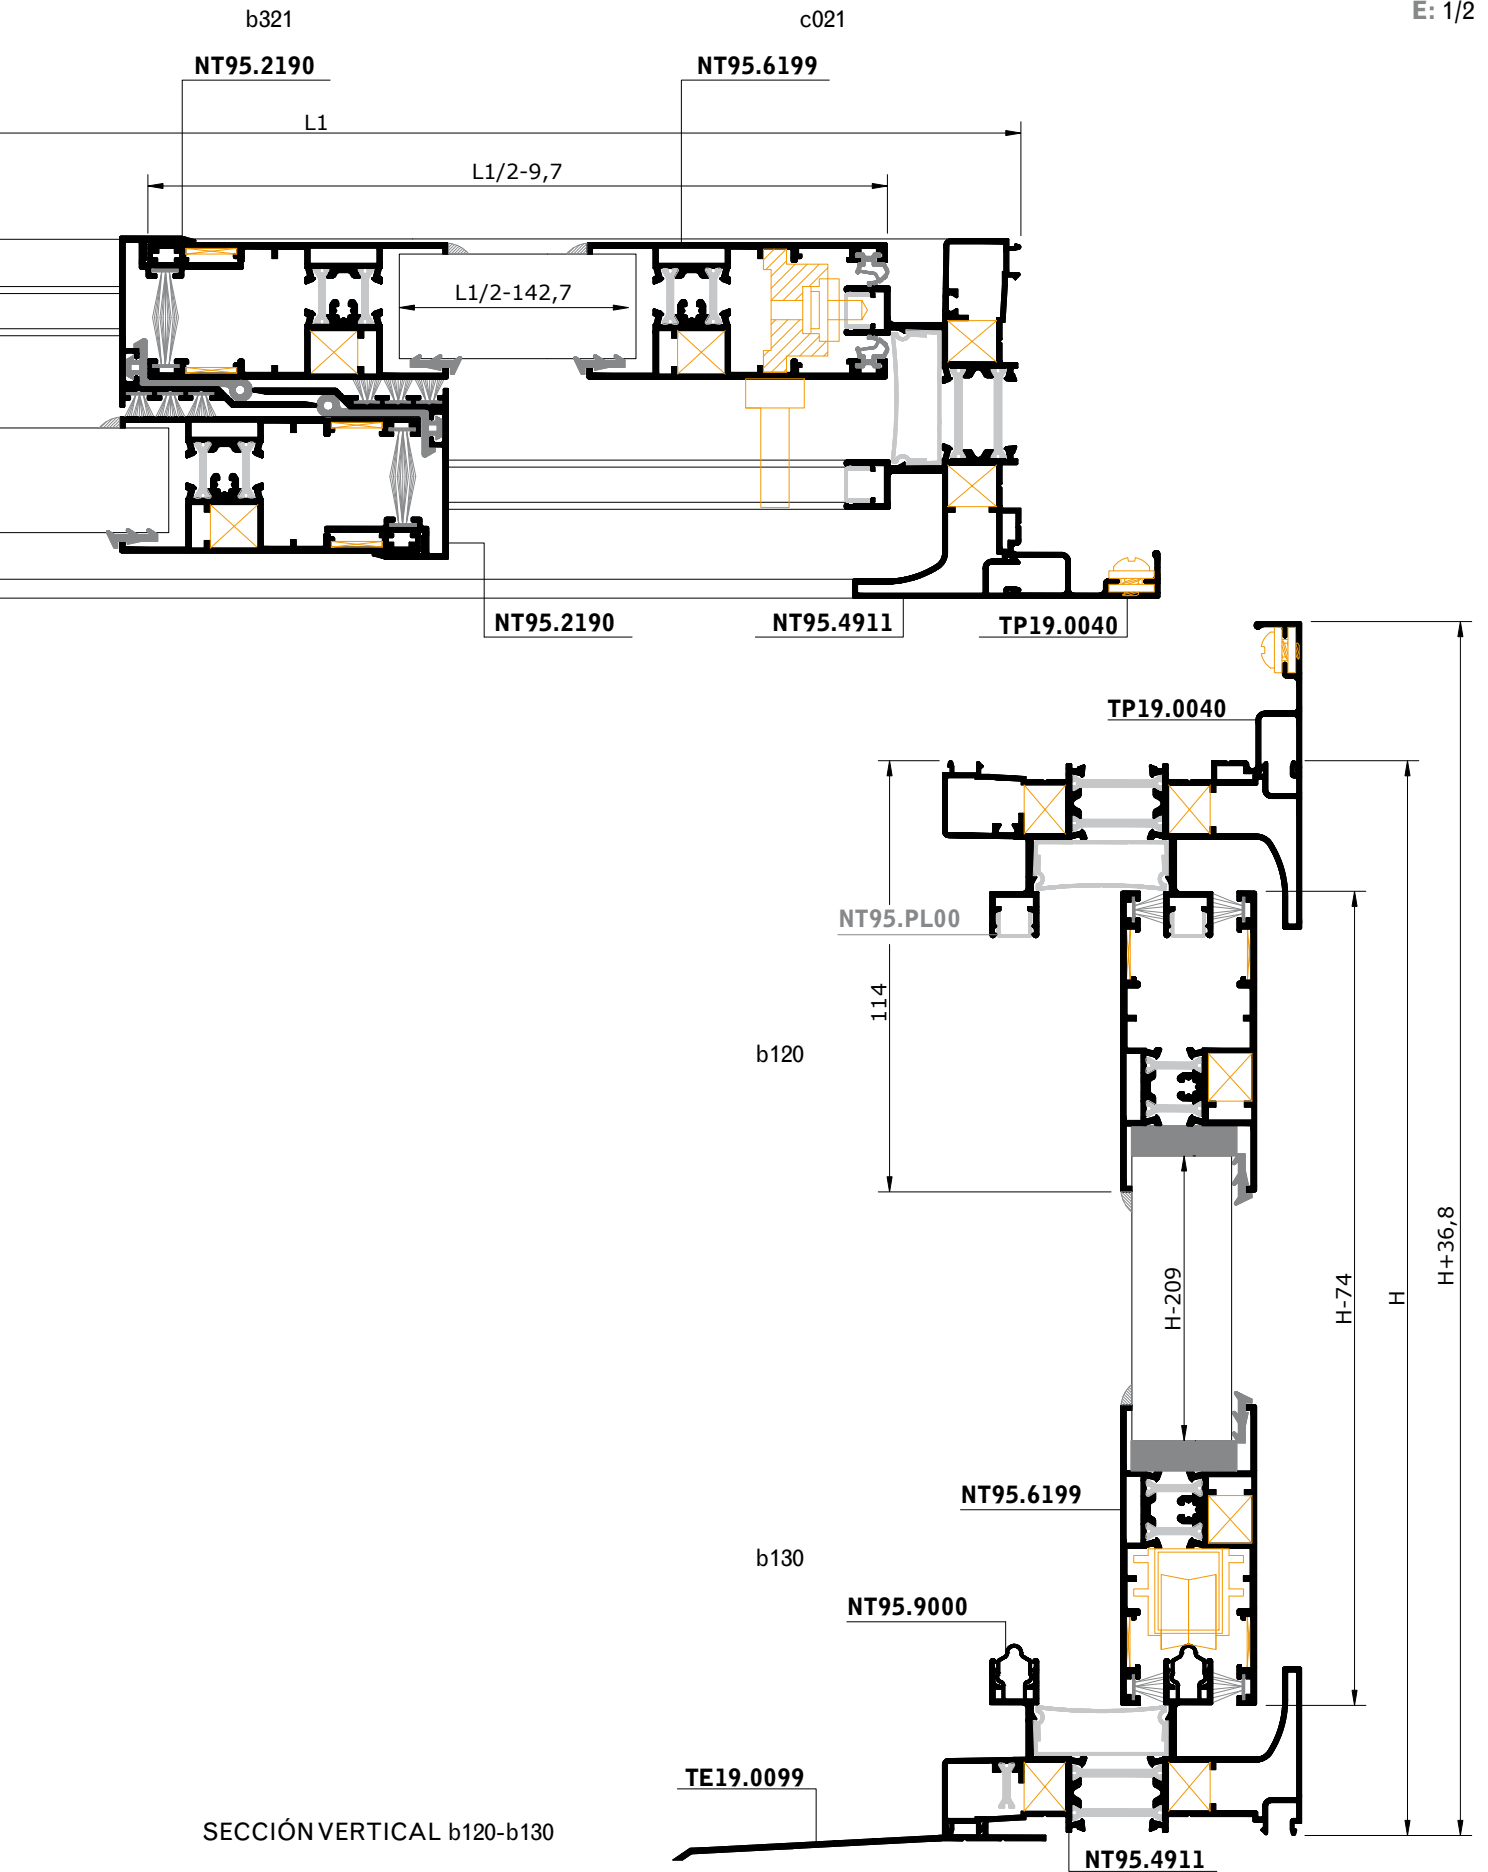 b321
c021
E: 1/2
NT95.2190
NT95.6199
L1
L1/2-9,7
L1/2-142,7
NT95.2190
NT95.4911
TP19.0040
TP19.0040
NT95.PL00
114
b120
H-209
H-74
H
H+36,8
NT95.6199
b130
NT95.9000
TE19.0099
SECCIÓN VERTICAL b120-b130
NT95.4911